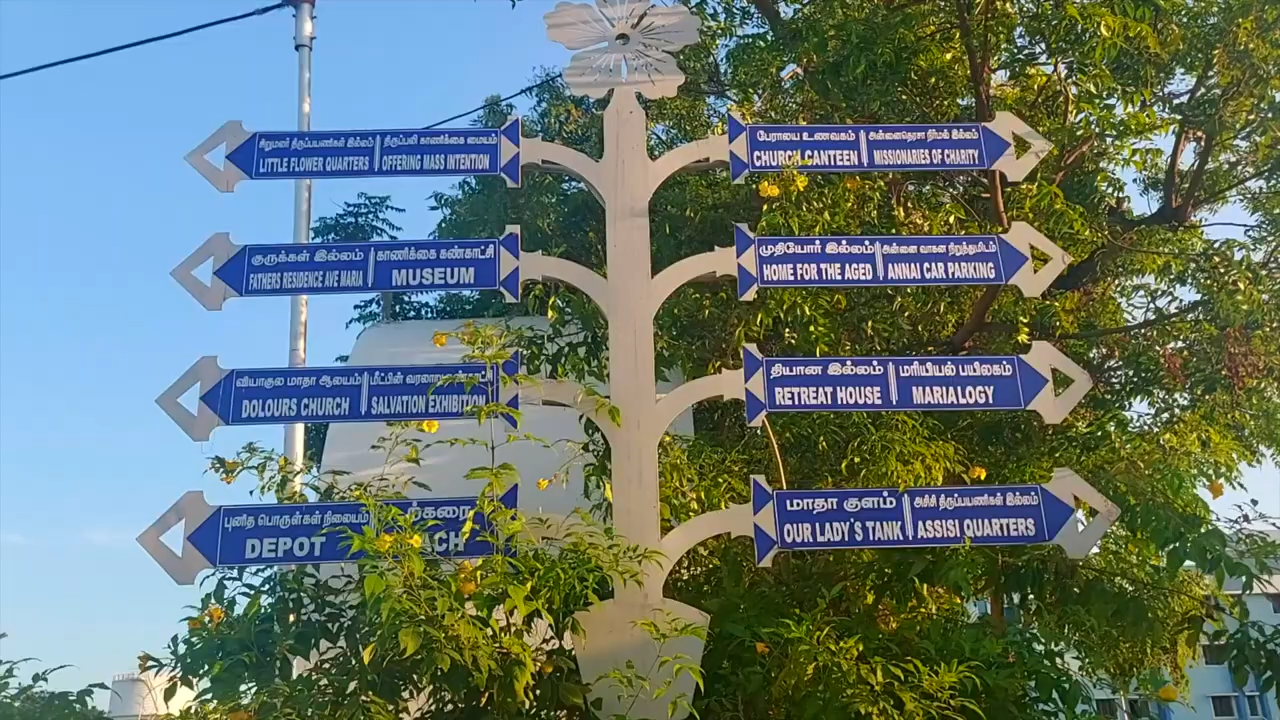 சிறுமலர் திருப்பயணிகள் இல்லம் திருப்பலி காணிக்கை மையம்
LITTLE FLOWER QUARTERS OFFERING MASS INTENTION
குருக்கள் இல்லம் காணிக்கை கண்காட்சி
FATHERS RESIDENCE AVE MARIA MUSEUM
வியாகுல மாதா ஆலயம் மீட்பின் வரலாறு கண்காட்சி
DOLOURS CHURCH SALVATION EXHIBITION
புனித பொருள்கள் நிலையம்
DEPOT
பேராலய உணவகம் அன்னைதெரசா நிர்மல் இல்லம்
CHURCH CANTEEN MISSIONARIES OF CHARITY
முதியோர் இல்லம் அன்னை வாகன நிறுத்துமிடம்
HOME FOR THE AGED ANNAI CAR PARKING
தியான இல்லம் மரியியல் பயிலகம்
RETREAT HOUSE MARIALOGY
மாதா குளம் அசிசி திருப்பயணிகள் இல்லம்
OUR LADY'S TANK ASSISI QUARTERS